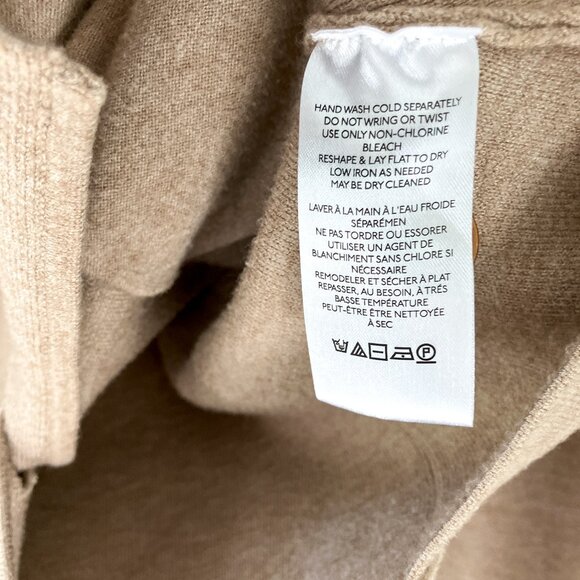 HAND WASH COLD SEPARATELY
DO NOT WRING OR TWIST
USE ONLY NON-CHLORINE
BLEACH
RESHAPE & LAY FLAT TO DRY
LOW IRON AS NEEDED
MAY BE DRY CLEANED
LAVER À LA MAIN À L'EAU FROIDE
SÉPARÉMEN
NE PAS TORDRE OU ESSORER
UTILISER UN AGENT DE
BLANCHIMENT SANS CHLORE SI
NÉCESSAIRE
REMODELER ET SÉCHER À PLAT
REPASSER, AU BESOIN, À TRÉS
BASSE TEMPÉRATURE
PEUT-ÊTRE ÊTRE NETTOYÉE
À SEC
P